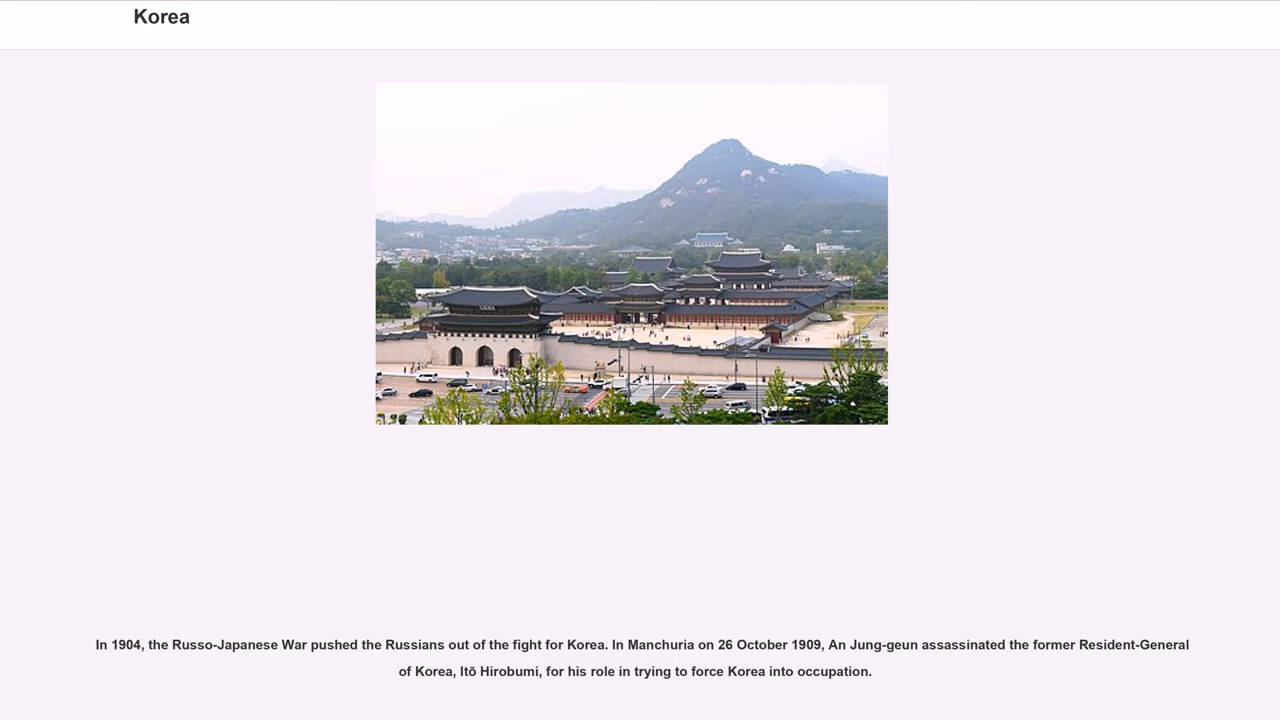 Korea
In 1904, the Russo-Japanese War pushed the Russians out of the fight for Korea. In Manchuria on 26 October 1909, An Jung-geun assassinated the former Resident-General
of Korea, Itō Hirobumi, for his role in trying to force Korea into occupation.